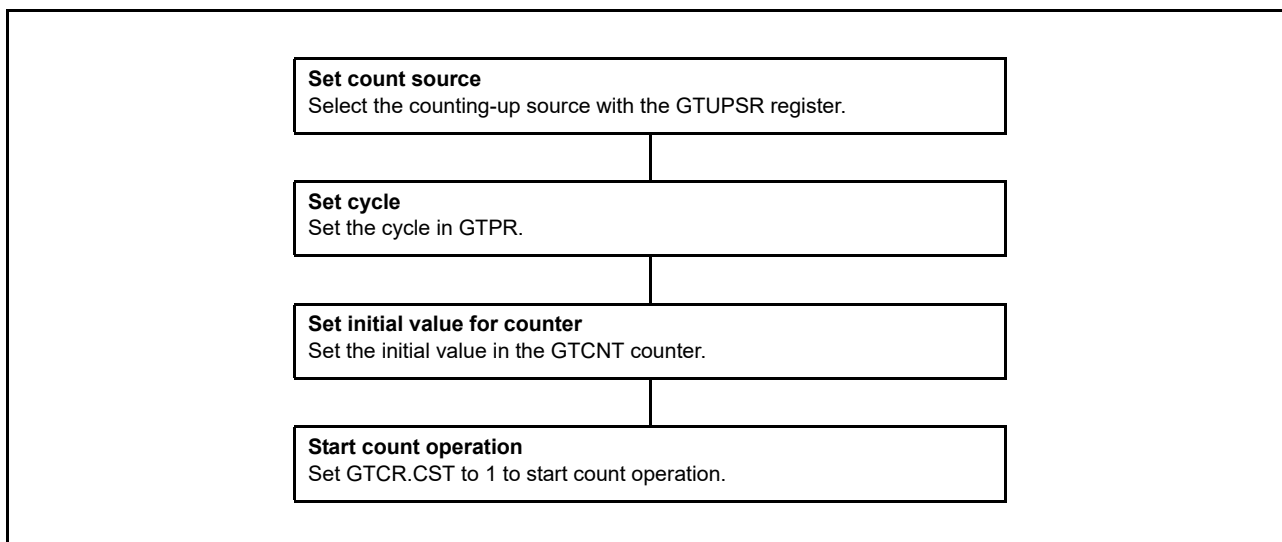 Set count source
Select the counting-up source with the GTUPSR register.
Set cycle
Set the cycle in GTPR.
Set initial value for counter
Set the initial value in the GTCNT counter.
Start count operation
Set GTCR.CST to 1 to start count operation.